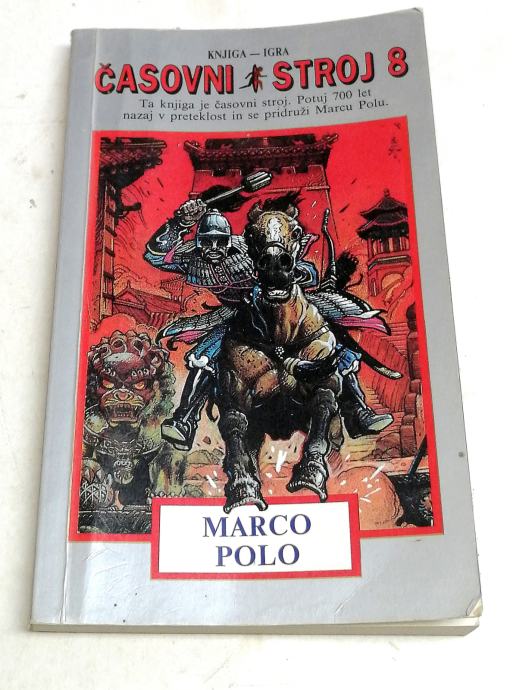 KNJIGA — IGRA
ČASOVNI STROJ 8
Ta knjiga je časovni stroj. Potuj 700 let
nazaj v preteklost in se pridruži Marcu Polu.
MARCO
POLO